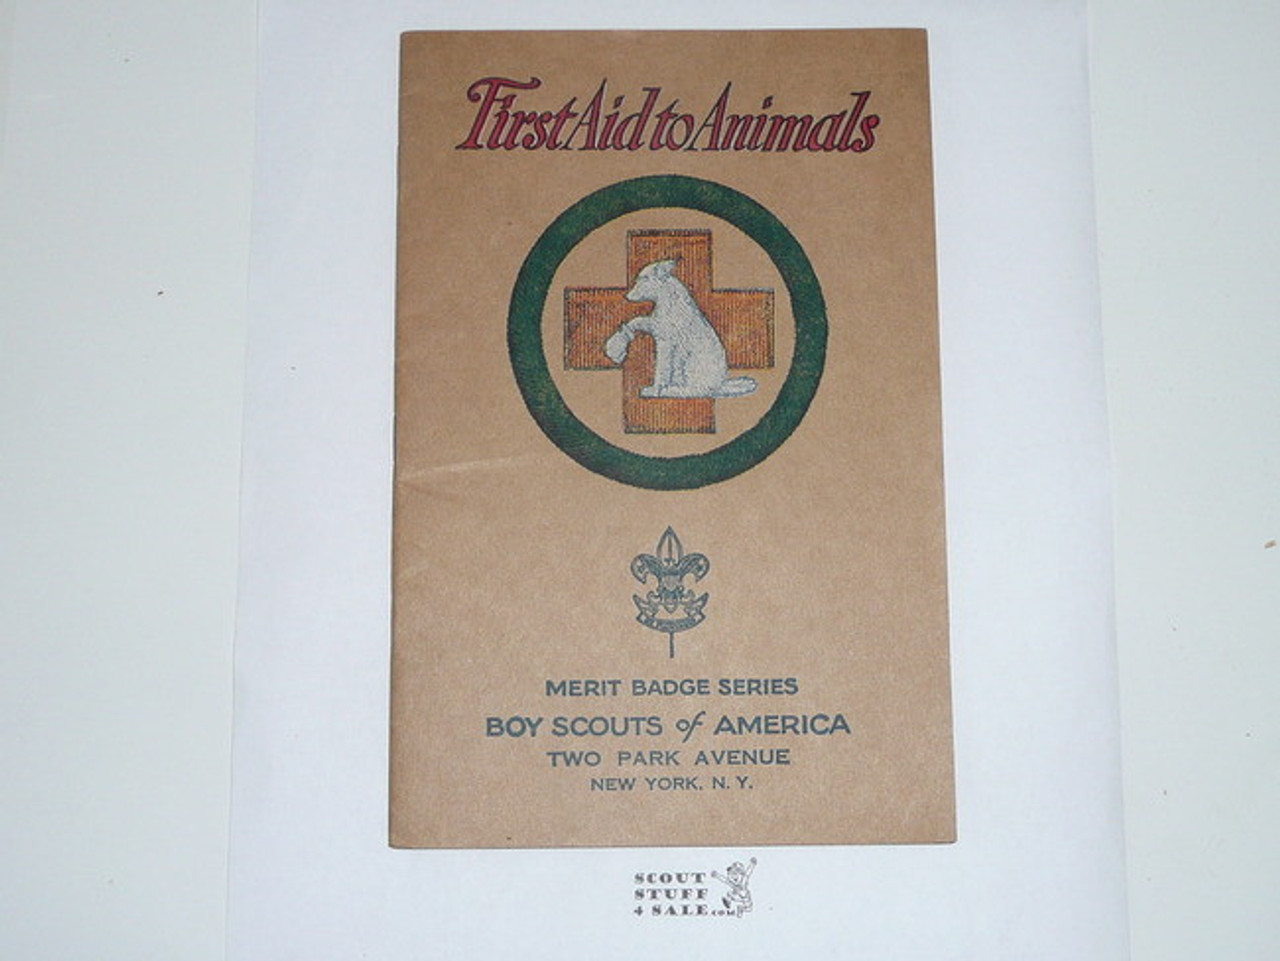 First Aid to Animals
MERIT BADGE SERIES
BOY SCOUTS of AMERICA
TWO PARK AVENUE
NEW YORK, N. Y.
SCOUT
STUFF
4 SALE.COM